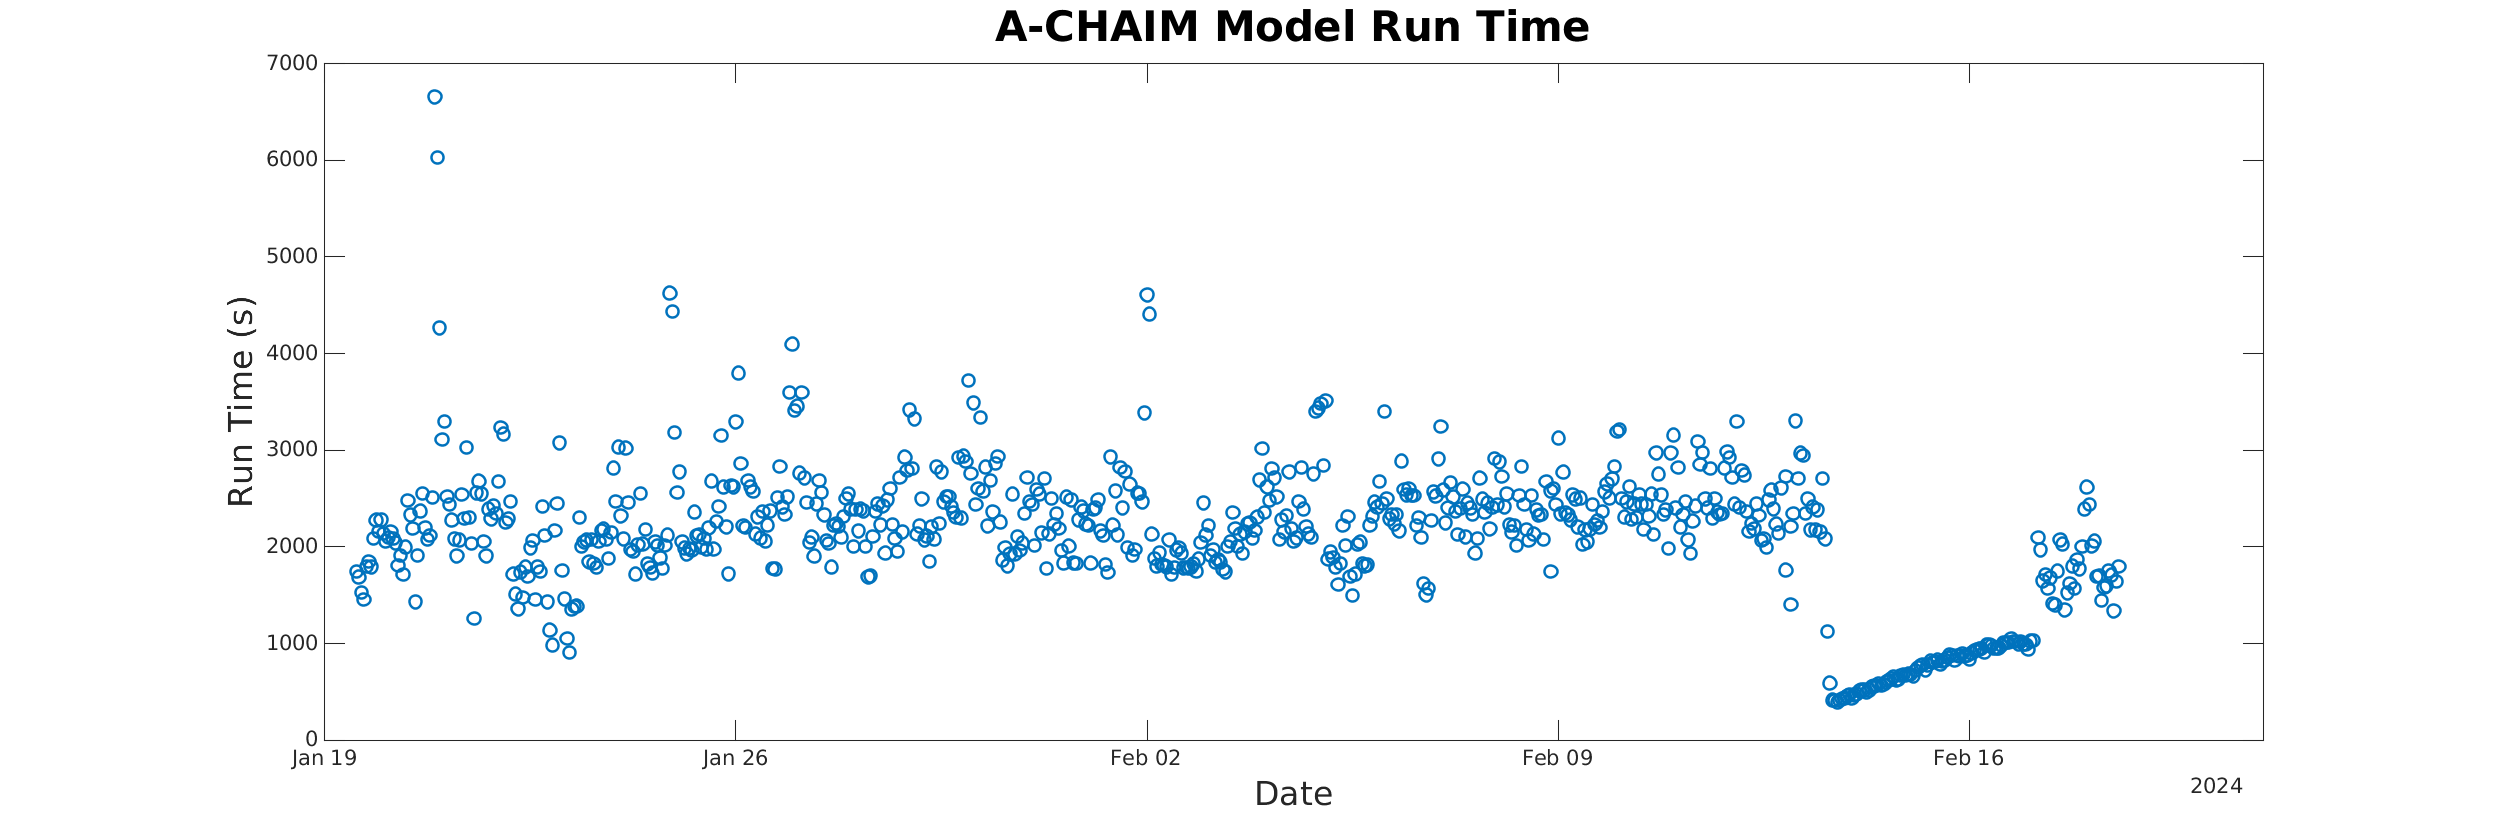 A-CHAIM Model Run Time
7000
6000
5000
4000
3000
2000
1000
0
Run Time (s)
Jan 19 Jan 26 Feb 02 Feb 09 Feb 16
2024
Date